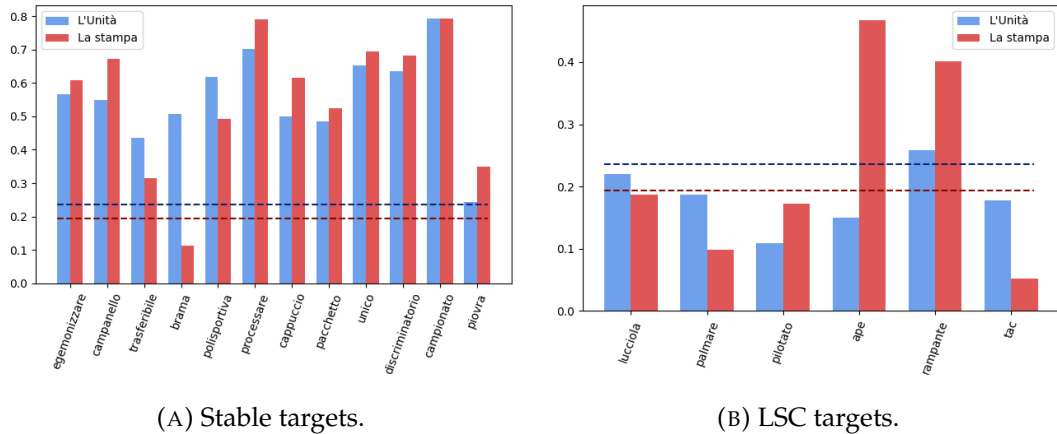 L'Unità
La stampa
0.8
0.7
0.6
0.5
0.4
0.3
0.2
0.1
0.0
egemonizzare
campanello
trasferibile
brama
polisportiva
processare
cappuccio
pacchetto
unico
discriminatorio
campionato
piovra
(A) Stable targets.
L'Unità
La stampa
0.4
0.3
0.2
0.1
0.0
lucciola
palmare
pilotato
ape
rampante
tac
(B) LSC targets.